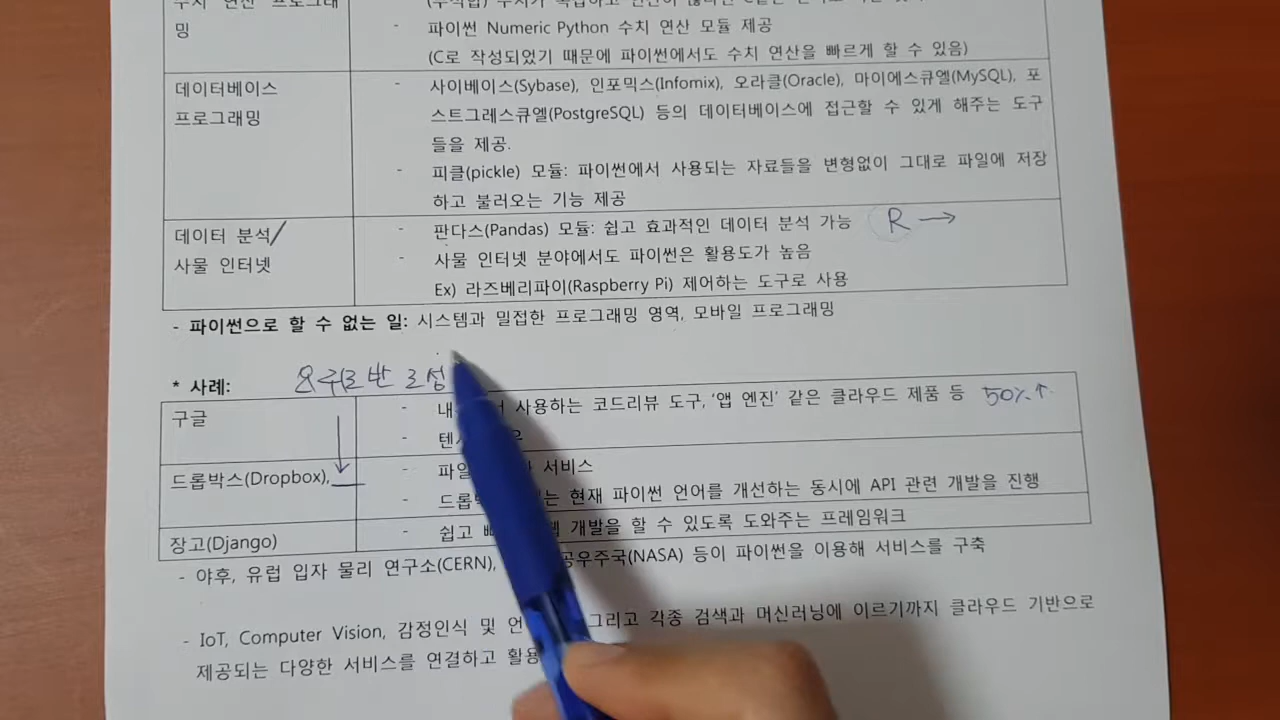 수치 연산 프로그래
밍
파이썬 Numeric Python 수치 연산 모듈 제공
(C로 작성되었기 때문에 파이썬에서도 수치 연산을 빠르게 할 수 있음)
데이터베이스
프로그래밍
- 사이베이스(Sybase), 인포믹스(Infomix), 오라클(Oracle), 마이에스큐엘(MySQL), 포
스트그레스큐엘(PostgreSQL) 등의 데이터베이스에 접근할 수 있게 해주는 도구
들을 제공.
- 피클(pickle) 모듈: 파이썬에서 사용되는 자료들을 변형없이 그대로 파일에 저장
하고 불러오는 기능 제공
데이터 분석/
사물 인터넷
- 판다스(Pandas) 모듈: 쉽고 효과적인 데이터 분석 가능 R →
- 사물 인터넷 분야에서도 파이썬은 활용도가 높음
Ex) 라즈베리파이(Raspberry Pi) 제어하는 도구로 사용
- 파이썬으로 할 수 없는 일: 시스템과 밀접한 프로그래밍 영역, 모바일 프로그래밍
* 사례:
구글
- 사용하는 코드리뷰 도구, '앱 엔진' 같은 클라우드 제품 등 50%↑
드롭박스(Dropbox),
- 파일 서비스
- 현재 파이썬 언어를 개선하는 동시에 API 관련 개발을 진행
장고(Django)
- 쉽고 개발을 할 수 있도록 도와주는 프레임워크
- 야후, 유럽 입자 물리 연구소(CERN), (NASA) 등이 파이썬을 이용해 서비스를 구축
- IoT, Computer Vision, 감정인식 및 그리고 각종 검색과 머신러닝에 이르기까지 클라우드 기반으로
제공되는 다양한 서비스를 연결하고